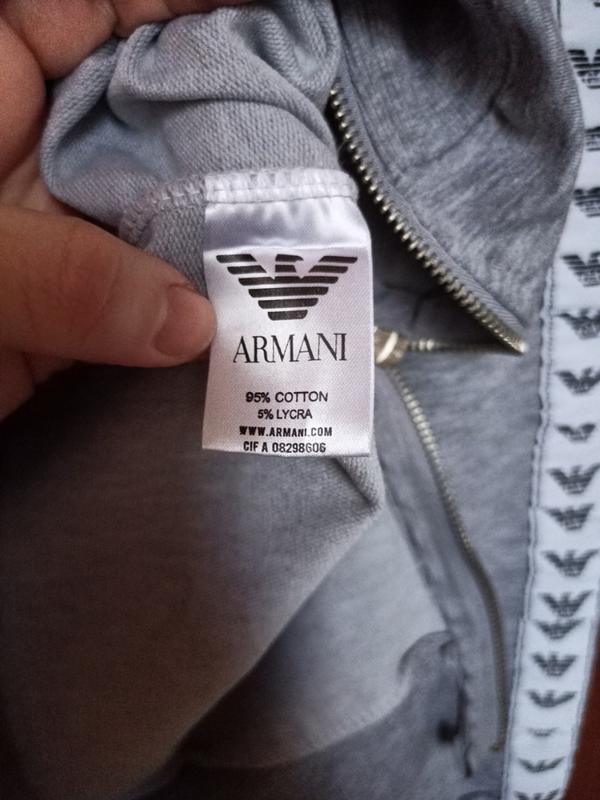 ARMANI
95% COTTON
5% LYCRA
WWW.ARMANI.COM
CIF A 08298606